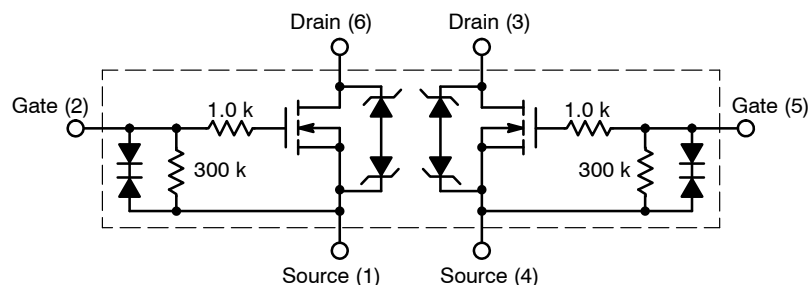 Drain (6)
Drain (3)
Gate (2)
1.0 k
1.0 k
Gate (5)
300 k
300 k
Source (1)
Source (4)